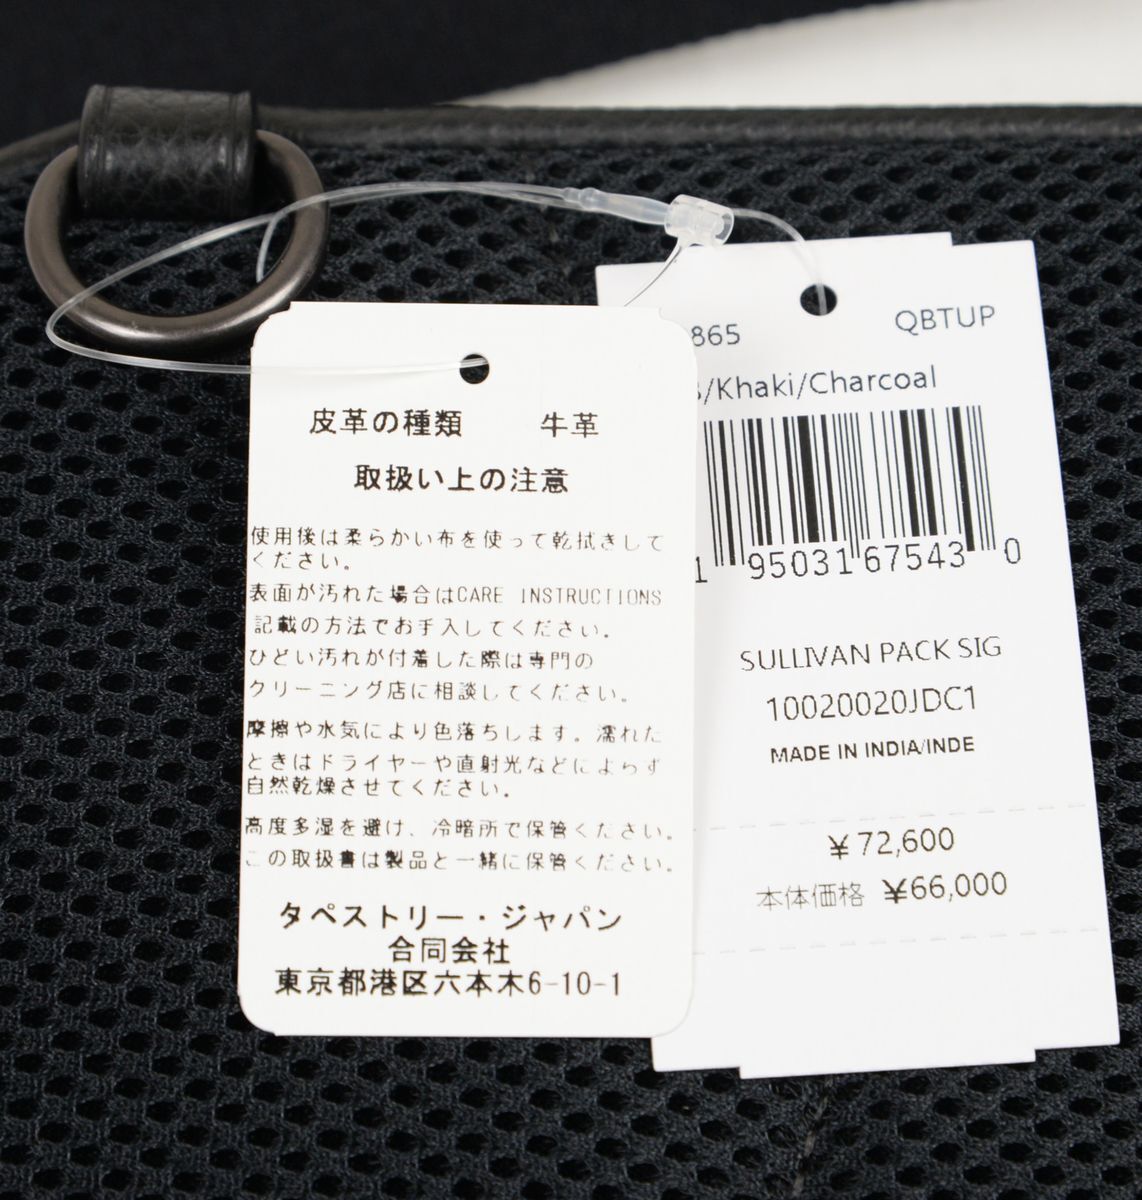 皮革の種類 牛革
取扱い上の注意
使用後は柔らかい布を使って乾拭きして
ください。
表面が汚れた場合はCARE INSTRUCTIONS
記載の方法でお手入してください。
ひどい汚れが付着した際は専門の
クリーニング店に相談してください。
摩擦や水気により色落ちします。濡れた
ときはドライヤーや直射光などによらず
自然乾燥させてください。
高度多湿を避け、冷暗所で保管ください。
この取扱書は製品と一緒に保管ください。
タペストリー・ジャパン
合同会社
東京都港区六本木6-10-1
865 QBTUP
/Khaki/Charcoal
1 95031 67543 0
SULLIVAN PACK SIG
10020020JDC1
MADE IN INDIA/INDE
¥72,600
本体価格 ¥66,000